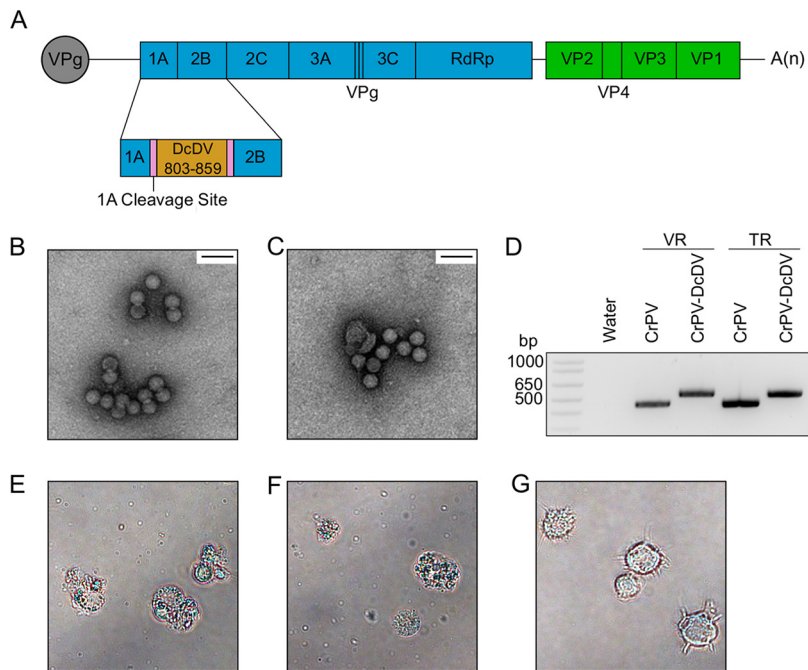 A
VPg
1A 2B 2C 3A 3C RdRp VP2 VP3 VP1 A(n)
VPg VP4
1A DcDV 2B
803-859
1A Cleavage Site
B
C
D
VR TR
Water CrPV CrPV-DcDV CrPV CrPV-DcDV
bp
1000
650
500
E
F
G